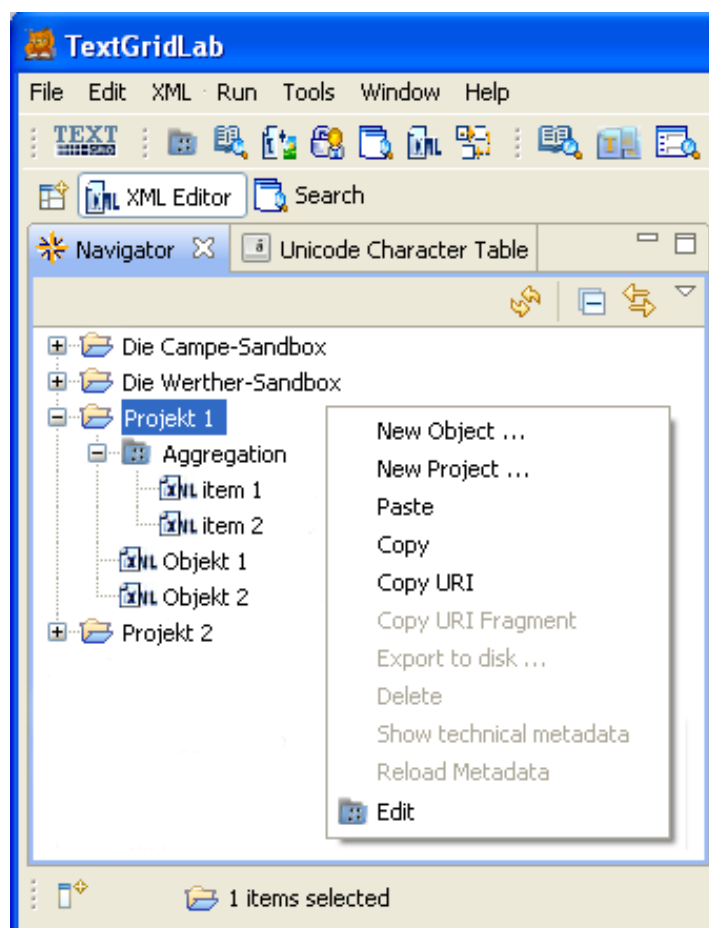 TextGridLab
File Edit XML Run Tools Window Help
TEXT
XML Editor Search
Navigator Unicode Character Table
Die Campe-Sandbox
Die Werther-Sandbox
Projekt 1
Aggregation
item 1
item 2
Objekt 1
Objekt 2
Projekt 2
New Object ...
New Project ...
Paste
Copy
Copy URI
Copy URI Fragment
Export to disk ...
Delete
Show technical metadata
Reload Metadata
Edit
1 items selected